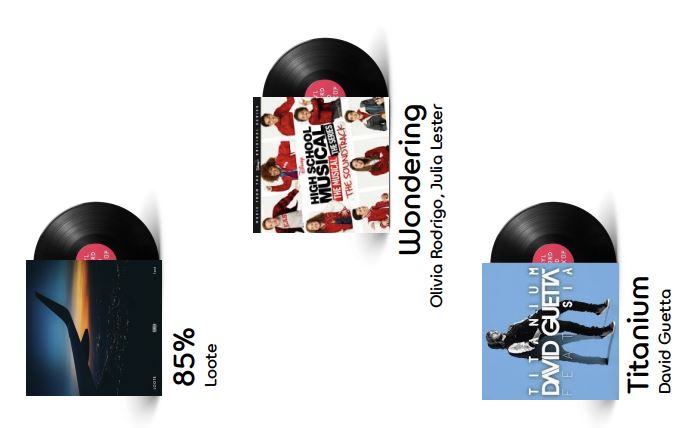 LOOTE
85%
Loote
MUSIC FROM THE Disney+ ORIGINAL SERIES
Disney
HIGH SCHOOL
MUSICAL
THE MUSICAL THE SERIES
THE SOUNDTRACK
Wondering
Olivia Rodrigo, Julia Lester
TITANIUM
DAVID GUETTA
FEAT SIA
Titanium
David Guetta